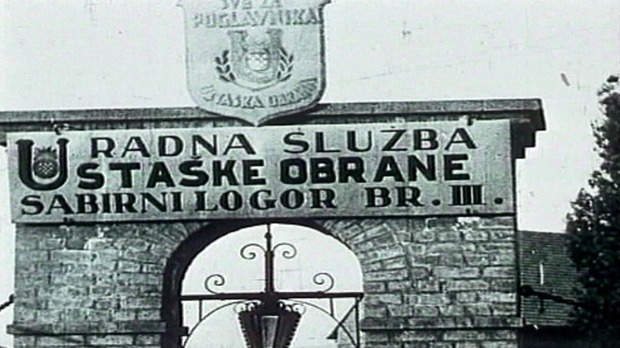 SVE ZA
POGLAVNIKA
USTAŠKA OBRANA
RADNA SLUŽBA
USTAŠKE OBRANE
SABIRNI LOGOR BR. III.